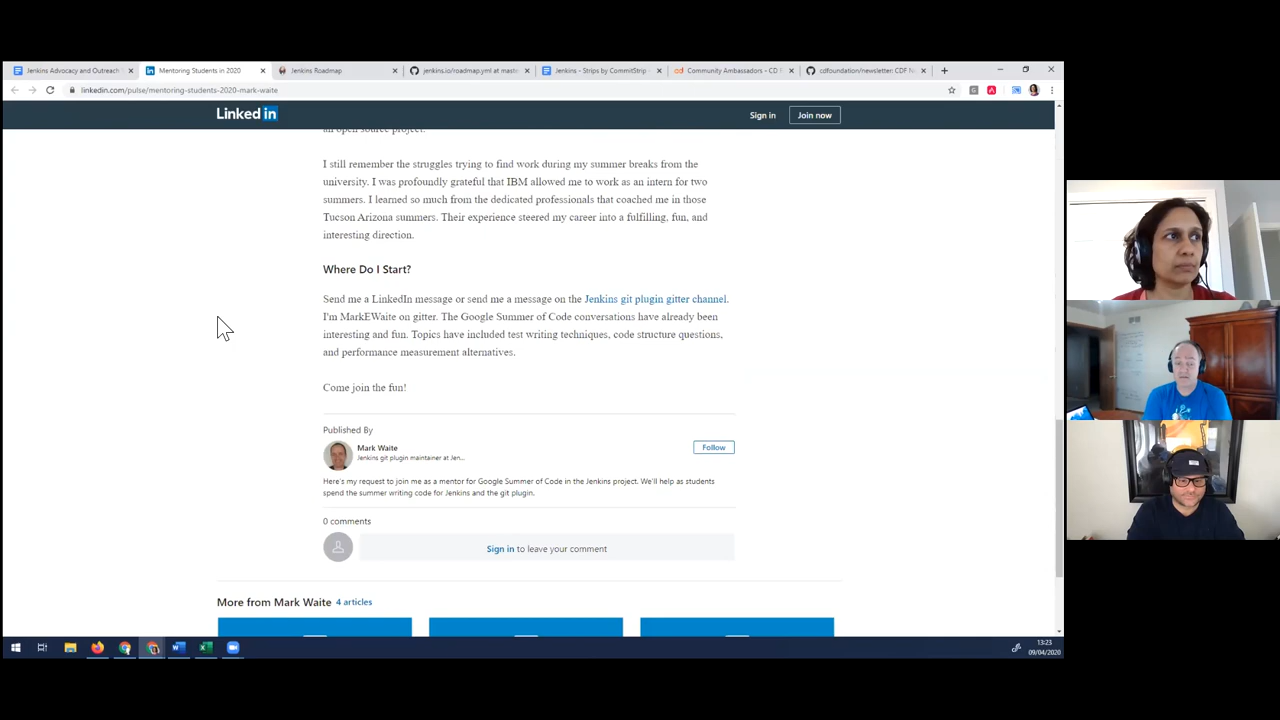 Jenkins Advocacy and Outreach
Mentoring Students in 2020
Jenkins Roadmap
jenkins.io/roadmap.yml at mast
Jenkins - Strips by CommitStrip
Community Ambassadors - CD F
cdfoundation/newsletter: CDF N
linkedin.com/pulse/mentoring-students-2020-mark-waite
Linked in
Sign in
Join now
an open source project.
I still remember the struggles trying to find work during my summer breaks from the
university. I was profoundly grateful that IBM allowed me to work as an intern for two
summers. I learned so much from the dedicated professionals that coached me in those
Tucson Arizona summers. Their experience steered my career into a fulfilling, fun, and
interesting direction.
Where Do I Start?
Send me a LinkedIn message or send me a message on the Jenkins git plugin gitter channel.
I'm MarkEWaite on gitter. The Google Summer of Code conversations have already been
interesting and fun. Topics have included test writing techniques, code structure questions,
and performance measurement alternatives.
Come join the fun!
Published By
Mark Waite
Follow
Jenkins git plugin maintainer at Jen...
Here's my request to join me as a mentor for Google Summer of Code in the Jenkins project. We'll help as students
spend the summer writing code for Jenkins and the git plugin.
0 comments
Sign in to leave your comment
More from Mark Waite 4 articles
13:23
09/04/2020